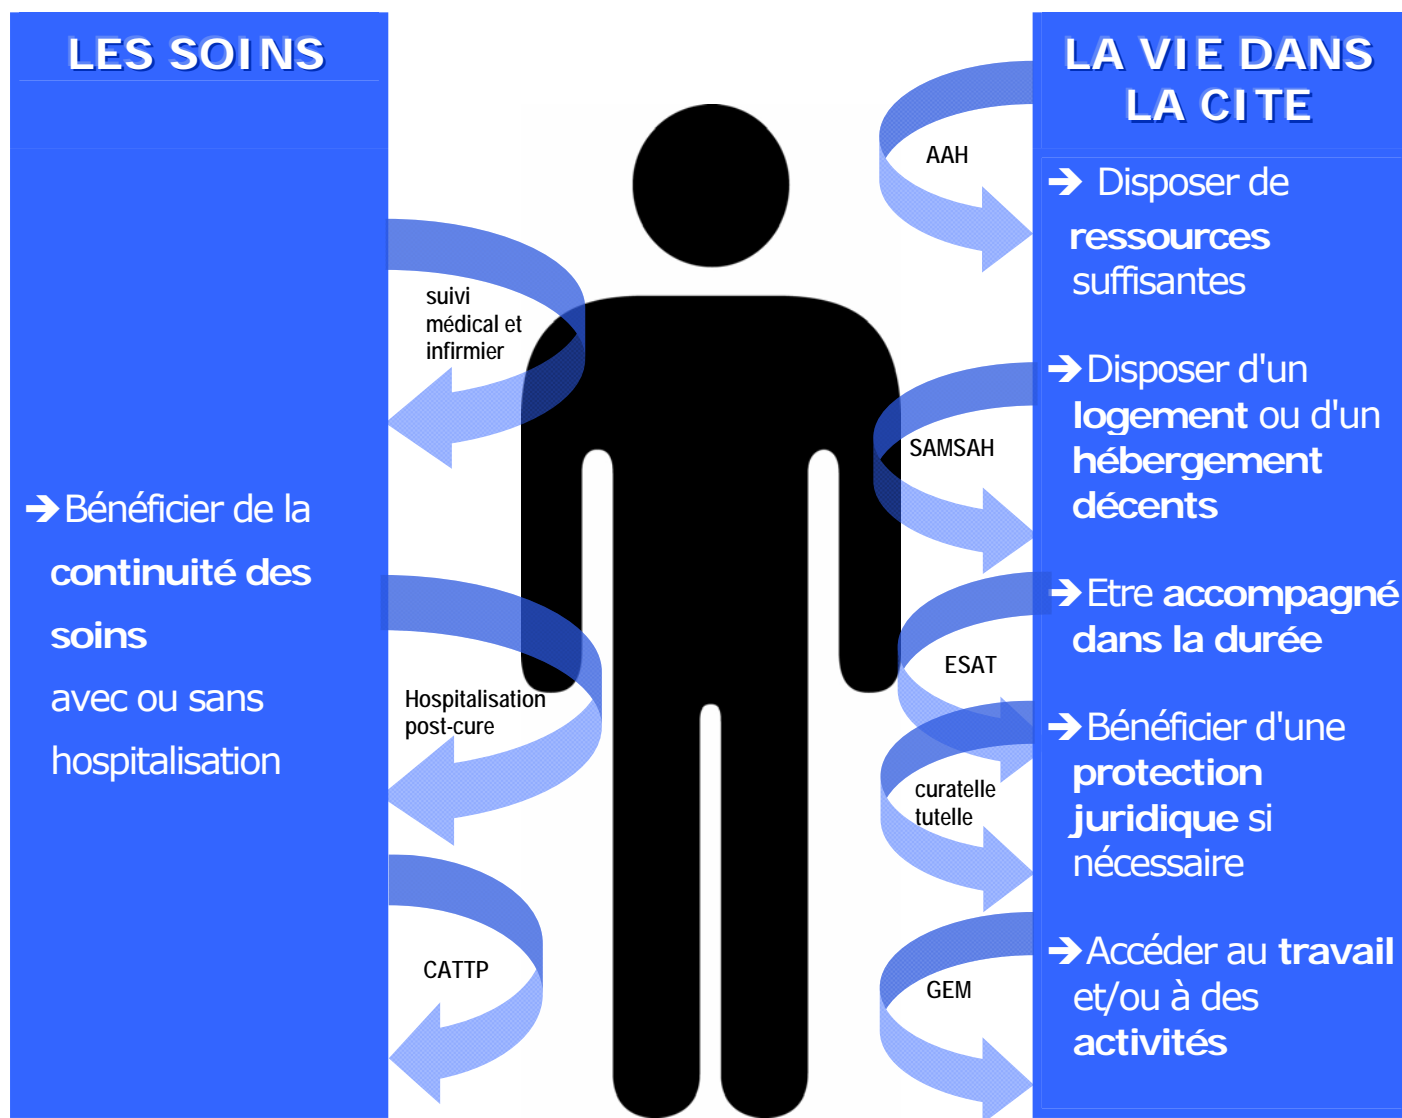 LES SOINS
➔ Bénéficier de la
continuité des
soins
avec ou sans
hospitalisation
suivi
médical et
infirmier
Hospitalisation
post-cure
CATTP
AAH
SAMSAH
ESAT
curatelle
tutelle
GEM
LA VIE DANS
LA CITE
➔ Disposer de
ressources
suffisantes
➔ Disposer d'un
logement ou d'un
hébergement
décents
➔ Etre accompagné
dans la durée
➔ Bénéficier d'une
protection
juridique si
nécessaire
➔ Accéder au travail
et/ou à des
activités